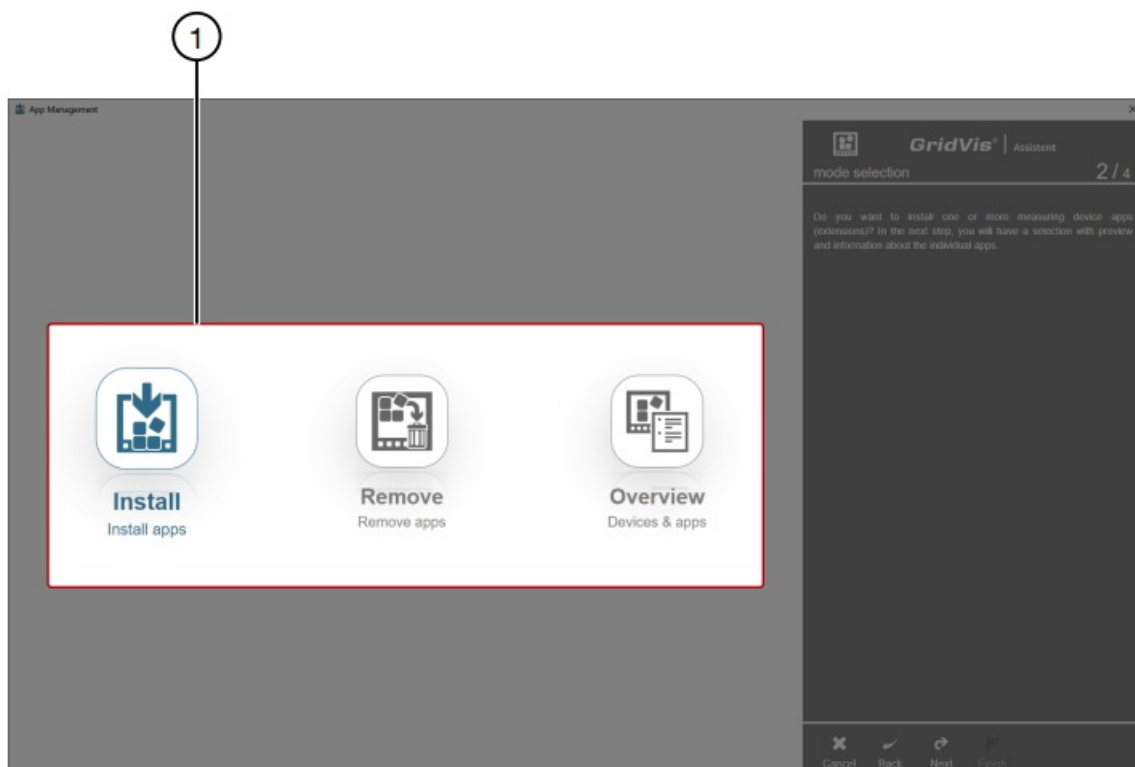 1
App Management
GridVis® | Assistent
mode selection 2 / 4
Do you want to install one or more measuring device apps
(extensions)? In the next step, you will have a selection with preview
and information about the individual apps.
Install
Install apps
Remove
Remove apps
Overview
Devices & apps
Cancel Back Next Finish